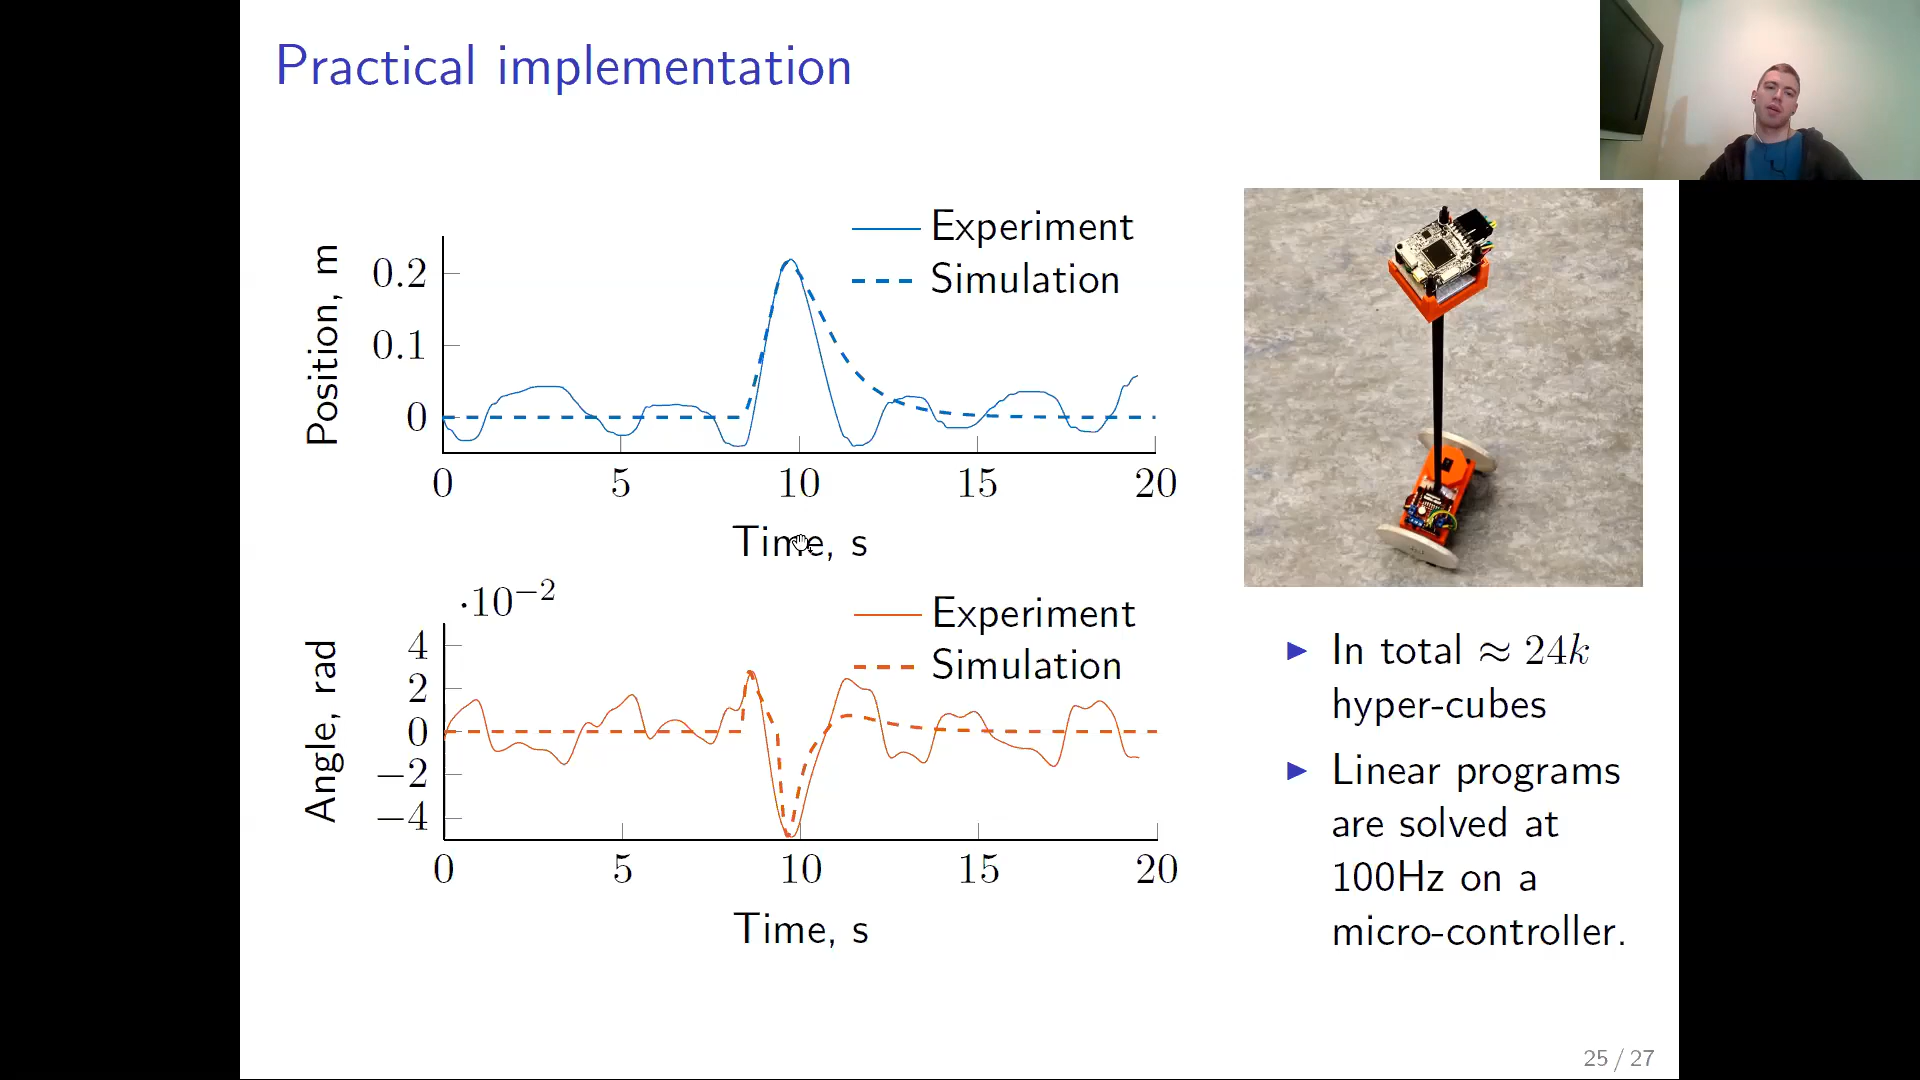 Practical implementation
Experiment
Simulation
Position, m
0.2
0.1
0
0 5 10 15 20
Time, s
·10⁻²
Experiment
Simulation
Angle, rad
4
2
0
−2
−4
0 5 10 15 20
Time, s
▶ In total ≈ 24k
hyper-cubes
▶ Linear programs
are solved at
100Hz on a
micro-controller.
25 / 27